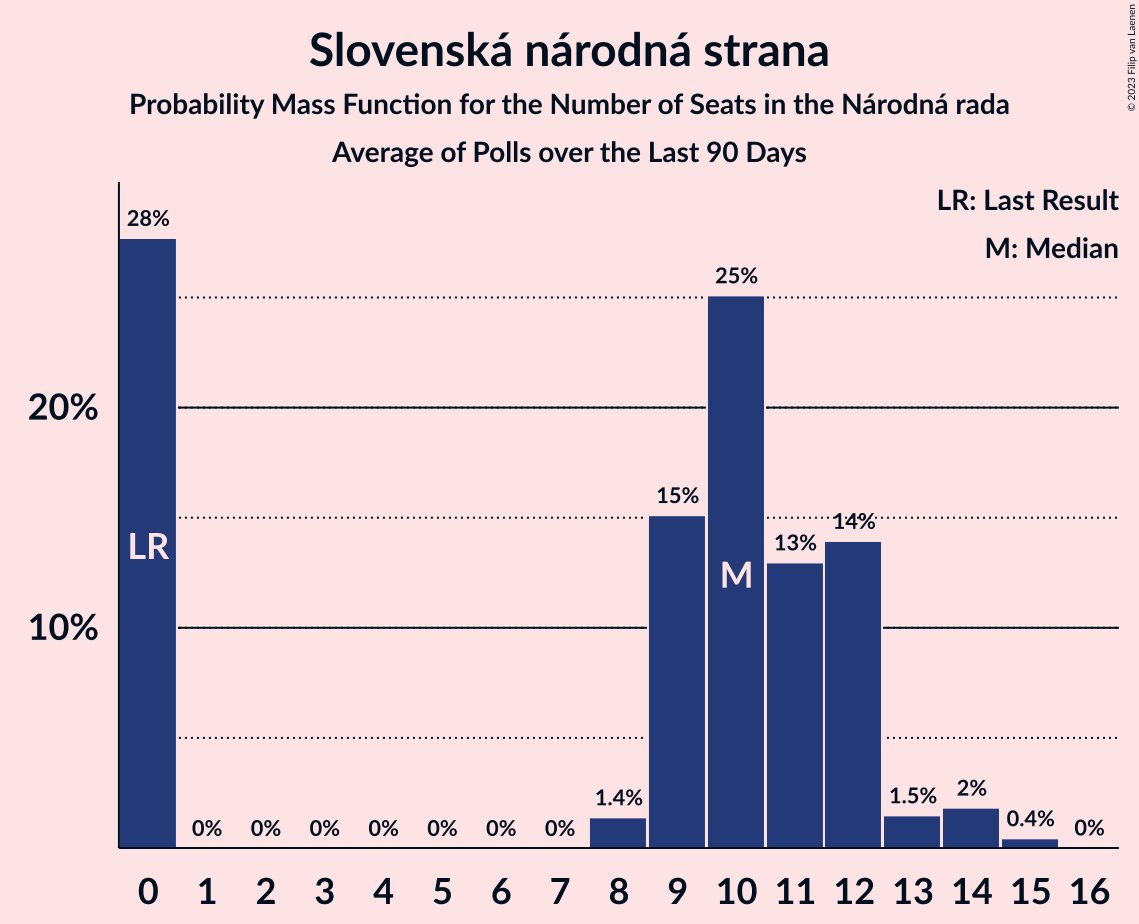 Slovenská národná strana
Probability Mass Function for the Number of Seats in the Národná rada
Average of Polls over the Last 90 Days
© 2023 Filip van Laenen
LR: Last Result
M: Median
28%
25%
20%
15%
14%
13%
LR
M
10%
1.4%
1.5%
2%
0.4%
0% 0% 0% 0% 0% 0% 0% 0%
0 1 2 3 4 5 6 7 8 9 10 11 12 13 14 15 16